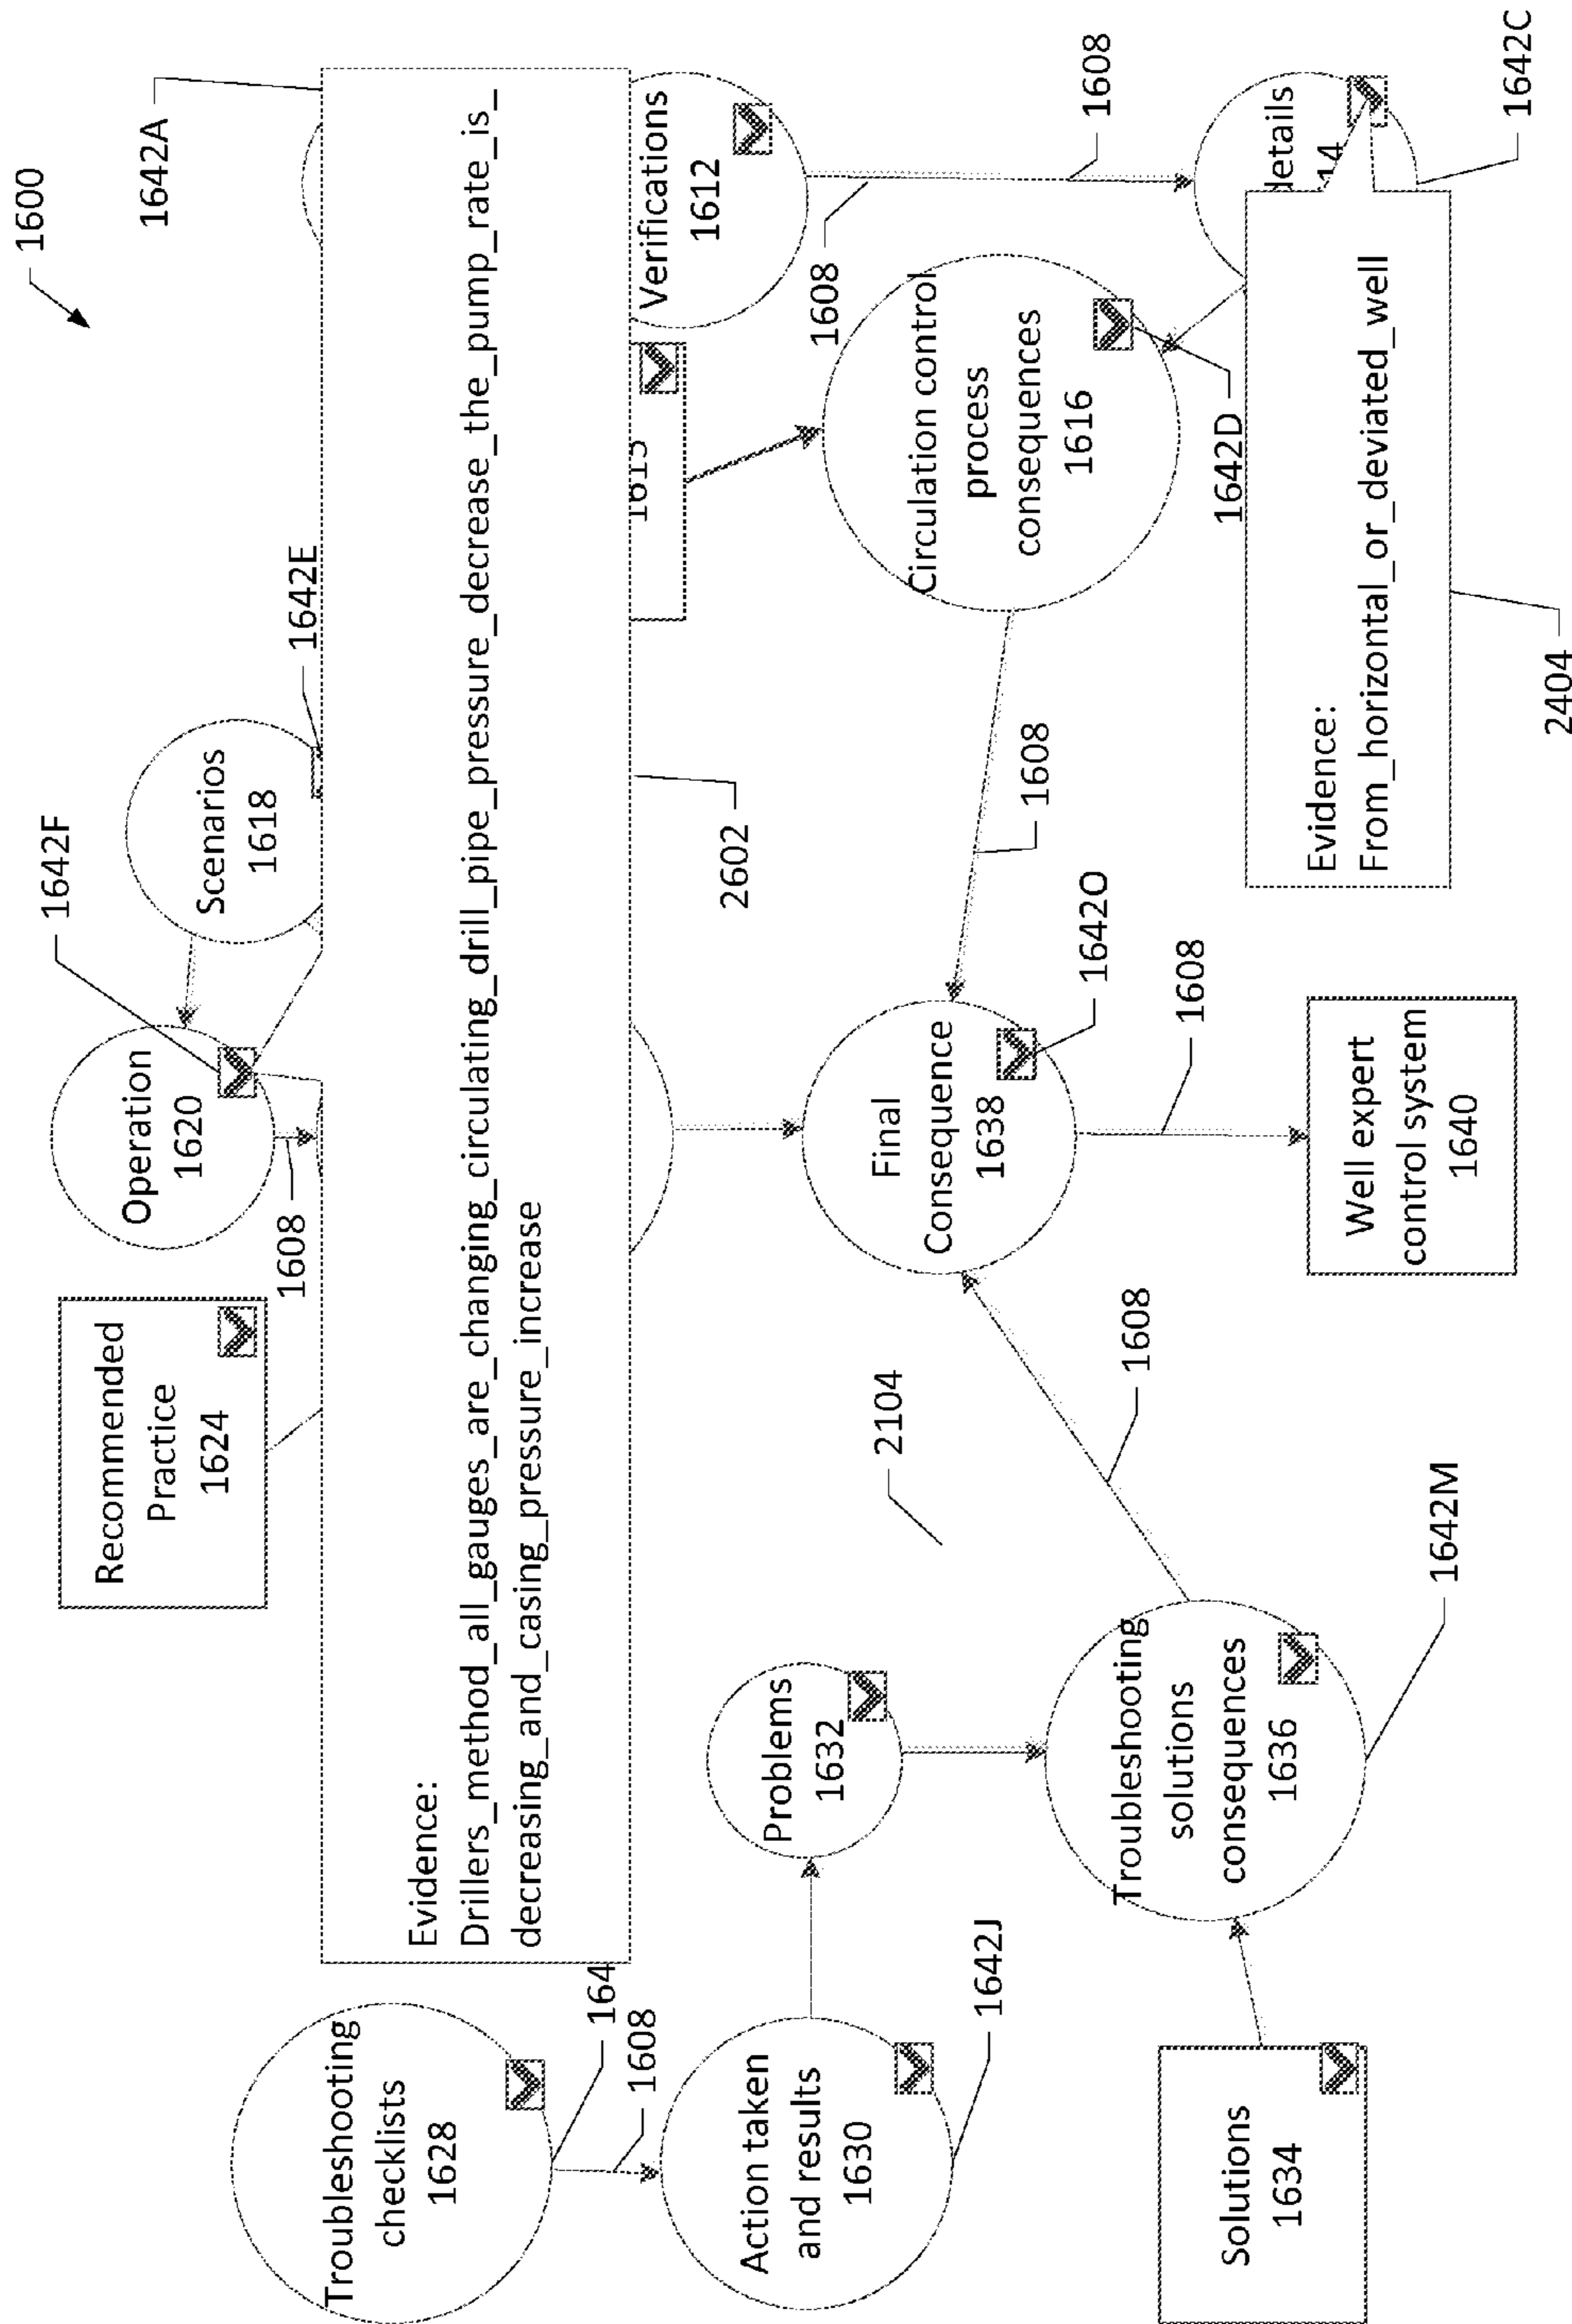 1600
1642A
1642F
1642E
Scenarios
1618
Operation
1620
1608
Recommended
Practice
1624
Evidence:
Drillers_method_all_gauges_are_changing_circulating_drill_pipe_pressure_decrease_the_pump_rate_is_
decreasing_and_casing_pressure_increase
Troubleshooting
checklists
1628
164
1608
Action taken
and results
1630
1642J
Problems
1632
Solutions
1634
Troubleshooting
solutions
consequences
1636
1642M
2104
1608
Final
Consequence
1638
1642O
1608
1608
Well expert
control system
1640
2602
1615
Verifications
1612
1608
1608
Circulation control
process
consequences
1616
1642D
details
14
1642C
Evidence:
From_horizontal_or_deviated_well
2404